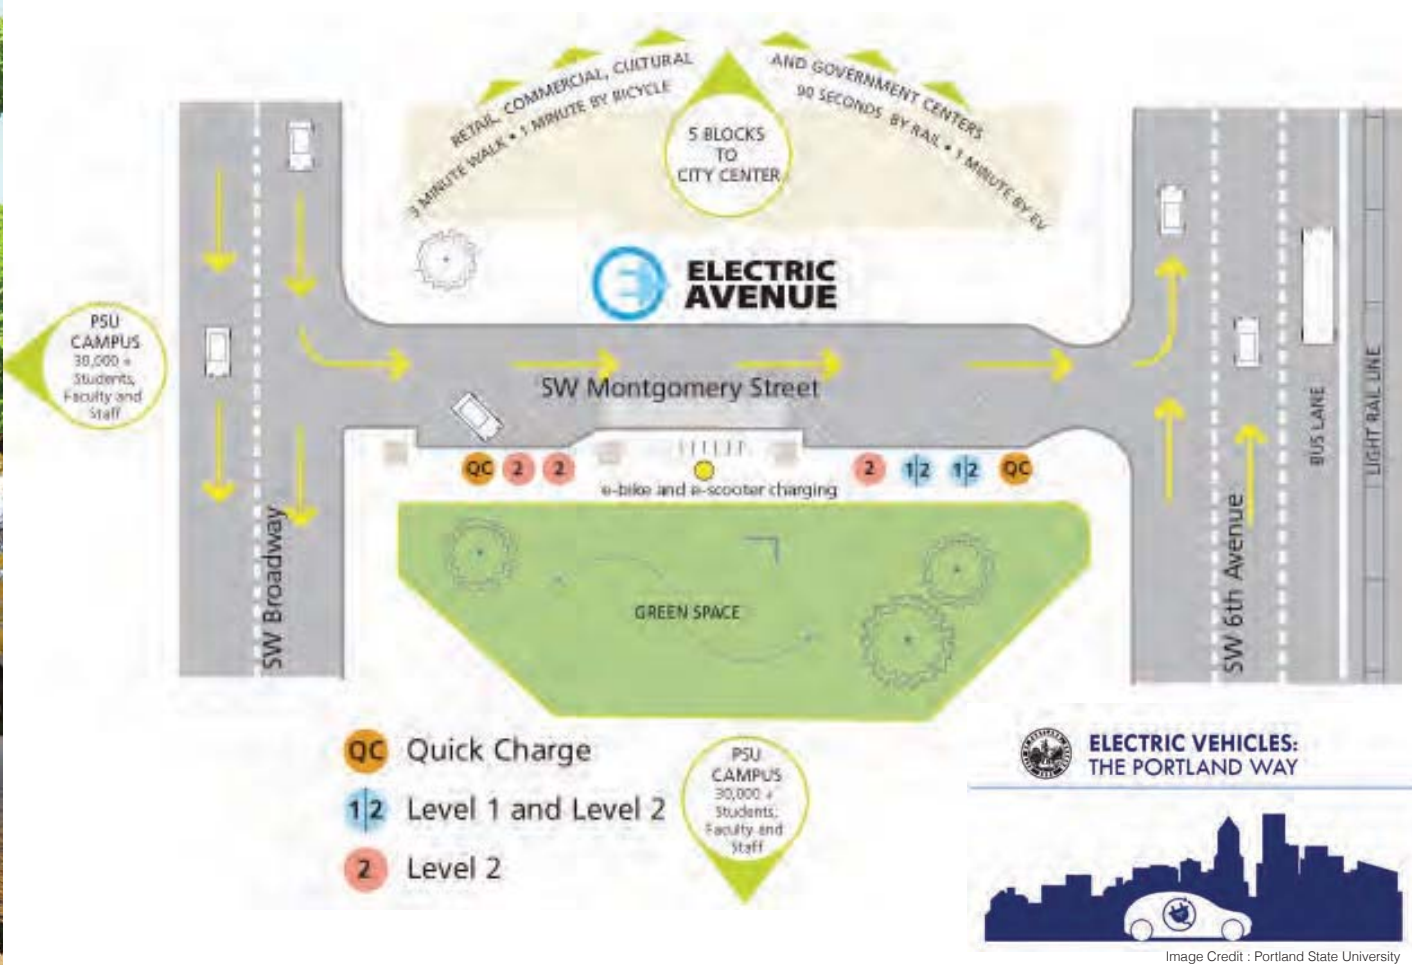 RETAIL, COMMERCIAL, CULTURAL
AND GOVERNMENT CENTERS
3 MINUTE WALK • 1 MINUTE BY BICYCLE
90 SECONDS BY RAIL • 1 MINUTE BY EV
5 BLOCKS
TO
CITY CENTER
ELECTRIC
AVENUE
PSU
CAMPUS
30,000 +
Students,
Faculty and
Staff
SW Montgomery Street
QC
2
2
2
1|2
1|2
QC
e-bike and e-scooter charging
SW Broadway
SW 6th Avenue
BUS LANE
LIGHT RAIL LINE
GREEN SPACE
QC Quick Charge
1|2 Level 1 and Level 2
2 Level 2
PSU
CAMPUS
30,000 +
Students,
Faculty and
Staff
ELECTRIC VEHICLES:
THE PORTLAND WAY
Image Credit : Portland State University